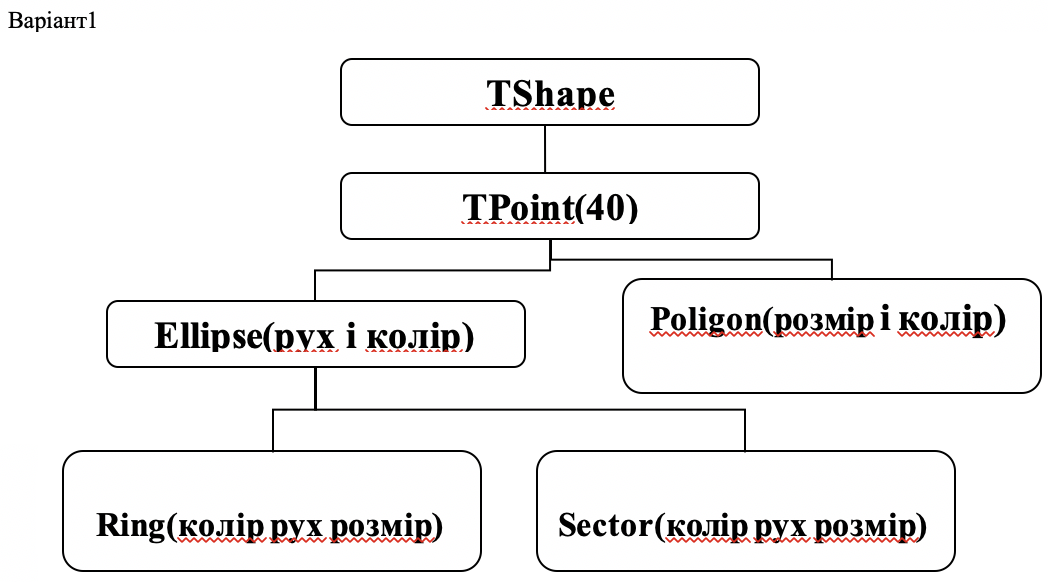 Варіант1
TShape
TPoint(40)
Ellipse(рух і колір)
Poligon(розмір і колір)
Ring(колір рух розмір)
Sector(колір рух розмір)